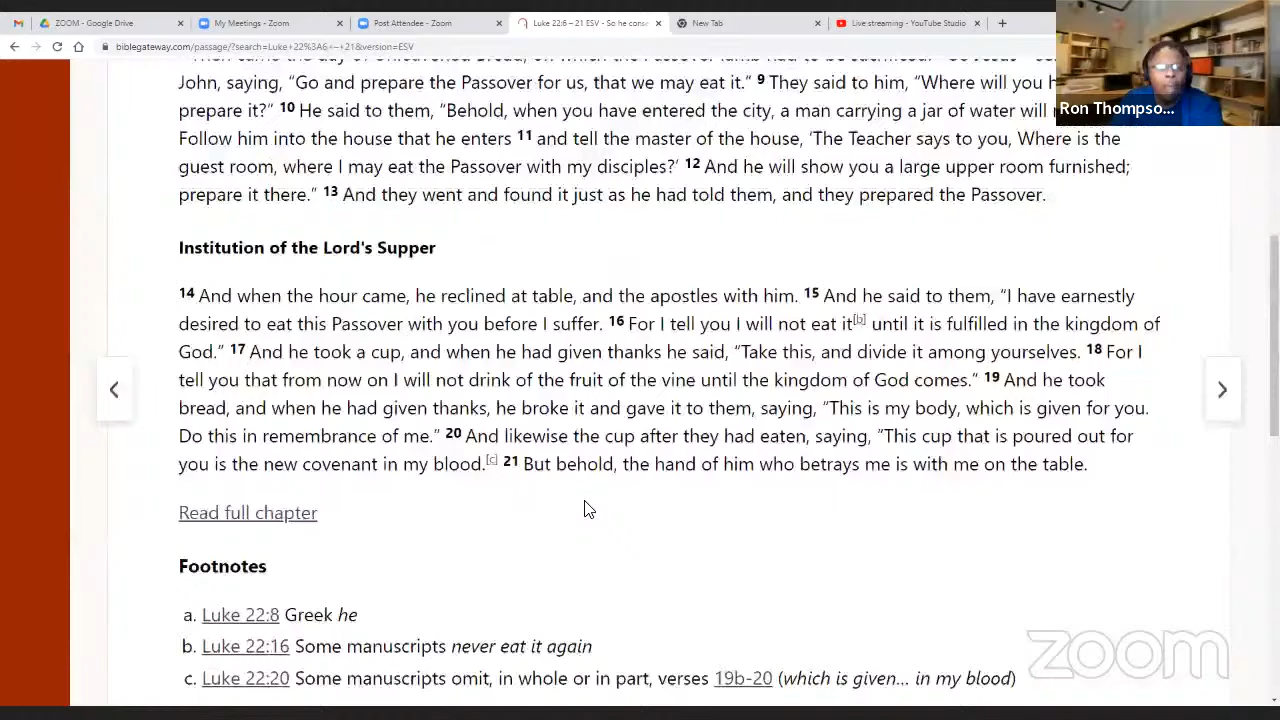 ZOOM - Google Drive
My Meetings - Zoom
Post Attendee - Zoom
Luke 22:6 – 21 ESV - So he conse
New Tab
Live streaming - YouTube Studio
biblegateway.com/passage/?search=Luke+22%3A6+–+21&version=ESV
John, saying, “Go and prepare the Passover for us, that we may eat it.” 9 They said to him, “Where will you h
prepare it?” 10 He said to them, “Behold, when you have entered the city, a man carrying a jar of water will
Ron Thompso...
Follow him into the house that he enters 11 and tell the master of the house, ‘The Teacher says to you, Where is the
guest room, where I may eat the Passover with my disciples?’ 12 And he will show you a large upper room furnished;
prepare it there.” 13 And they went and found it just as he had told them, and they prepared the Passover.
Institution of the Lord's Supper
14 And when the hour came, he reclined at table, and the apostles with him. 15 And he said to them, “I have earnestly
desired to eat this Passover with you before I suffer. 16 For I tell you I will not eat it[b] until it is fulfilled in the kingdom of
God.” 17 And he took a cup, and when he had given thanks he said, “Take this, and divide it among yourselves. 18 For I
tell you that from now on I will not drink of the fruit of the vine until the kingdom of God comes.” 19 And he took
bread, and when he had given thanks, he broke it and gave it to them, saying, “This is my body, which is given for you.
Do this in remembrance of me.” 20 And likewise the cup after they had eaten, saying, “This cup that is poured out for
you is the new covenant in my blood.[c] 21 But behold, the hand of him who betrays me is with me on the table.
Read full chapter
Footnotes
a. Luke 22:8 Greek he
b. Luke 22:16 Some manuscripts never eat it again
c. Luke 22:20 Some manuscripts omit, in whole or in part, verses 19b-20 (which is given... in my blood)
zoom